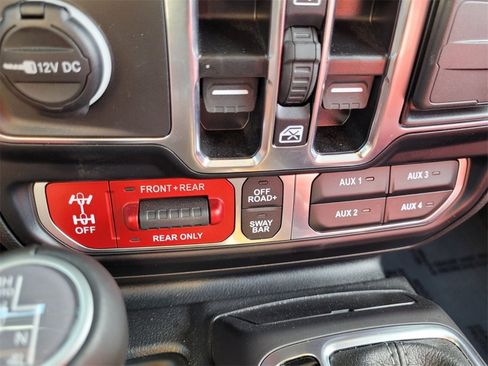 12V DC
FRONT+REAR
OFF
REAR ONLY
OFF
ROAD+
SWAY
BAR
AUX 1
AUX 3
AUX 2
AUX 4
N